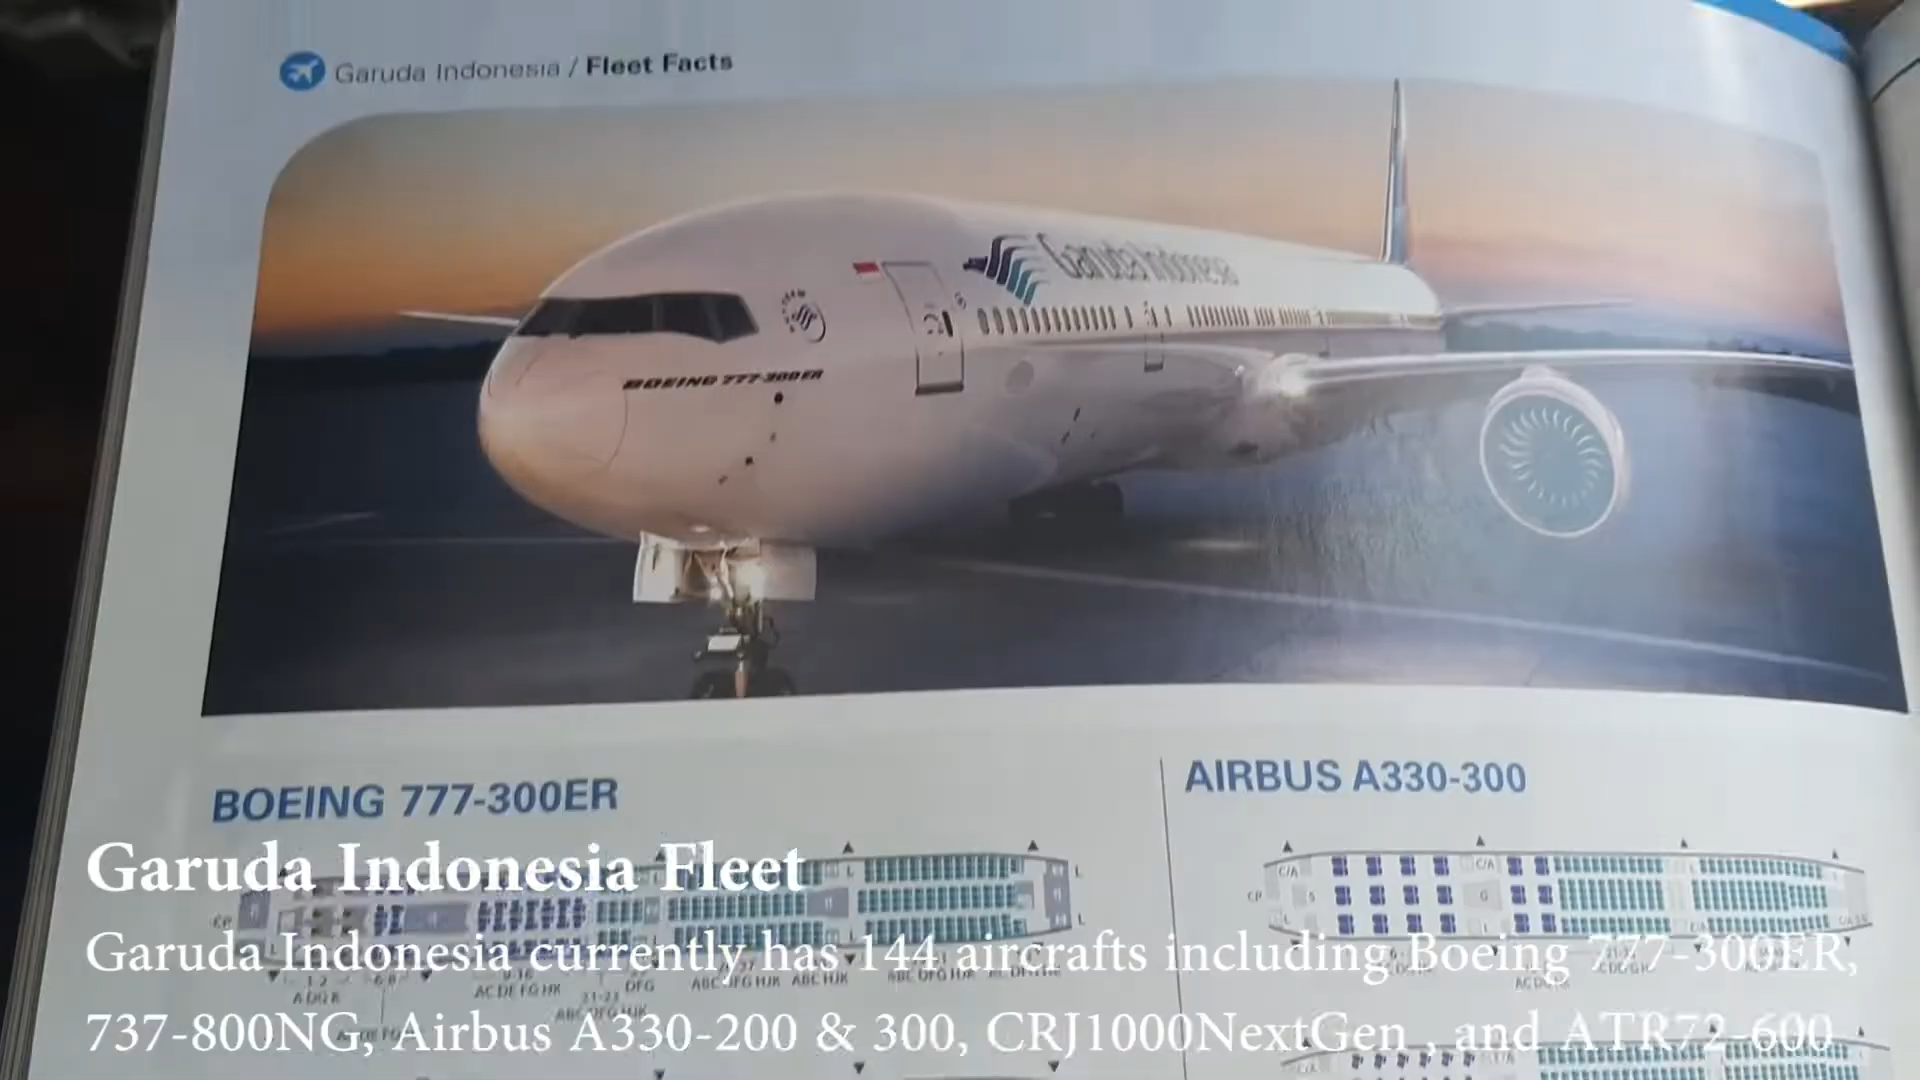 Garuda Indonesia / Fleet Facts
Garuda Indonesia
BOEING 777-300ER
BOEING 777-300ER
AIRBUS A330-300
Garuda Indonesia Fleet
Garuda Indonesia currently has 144 aircrafts including Boeing 777-300ER,
737-800NG, Airbus A330-200 & 300, CRJ1000NextGen , and ATR72-600